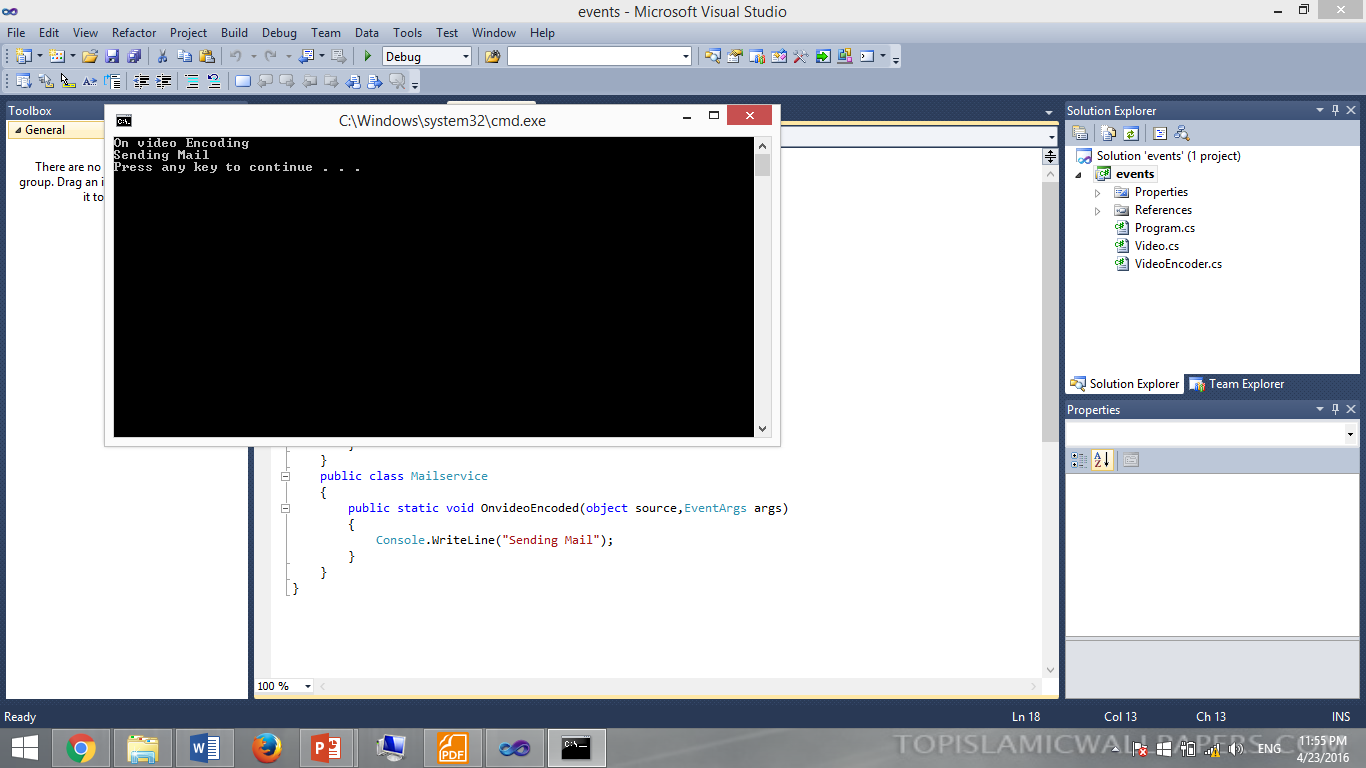 events - Microsoft Visual Studio
File Edit View Refactor Project Build Debug Team Data Tools Test Window Help
Debug
Toolbox
General
There are no
group. Drag an i
it to
C:\Windows\system32\cmd.exe
On video Encoding
Sending Mail
Press any key to continue . . .
}
public class Mailservice
{
public static void OnvideoEncoded(object source,EventArgs args)
{
Console.WriteLine("Sending Mail");
}
}
}
100 %
Solution Explorer
Solution 'events' (1 project)
events
Properties
References
Program.cs
Video.cs
VideoEncoder.cs
Solution Explorer Team Explorer
Properties
Ready Ln 18 Col 13 Ch 13 INS
TOPSLAMICWALLPAPERS.COM
ENG 11:55 PM
4/23/2016